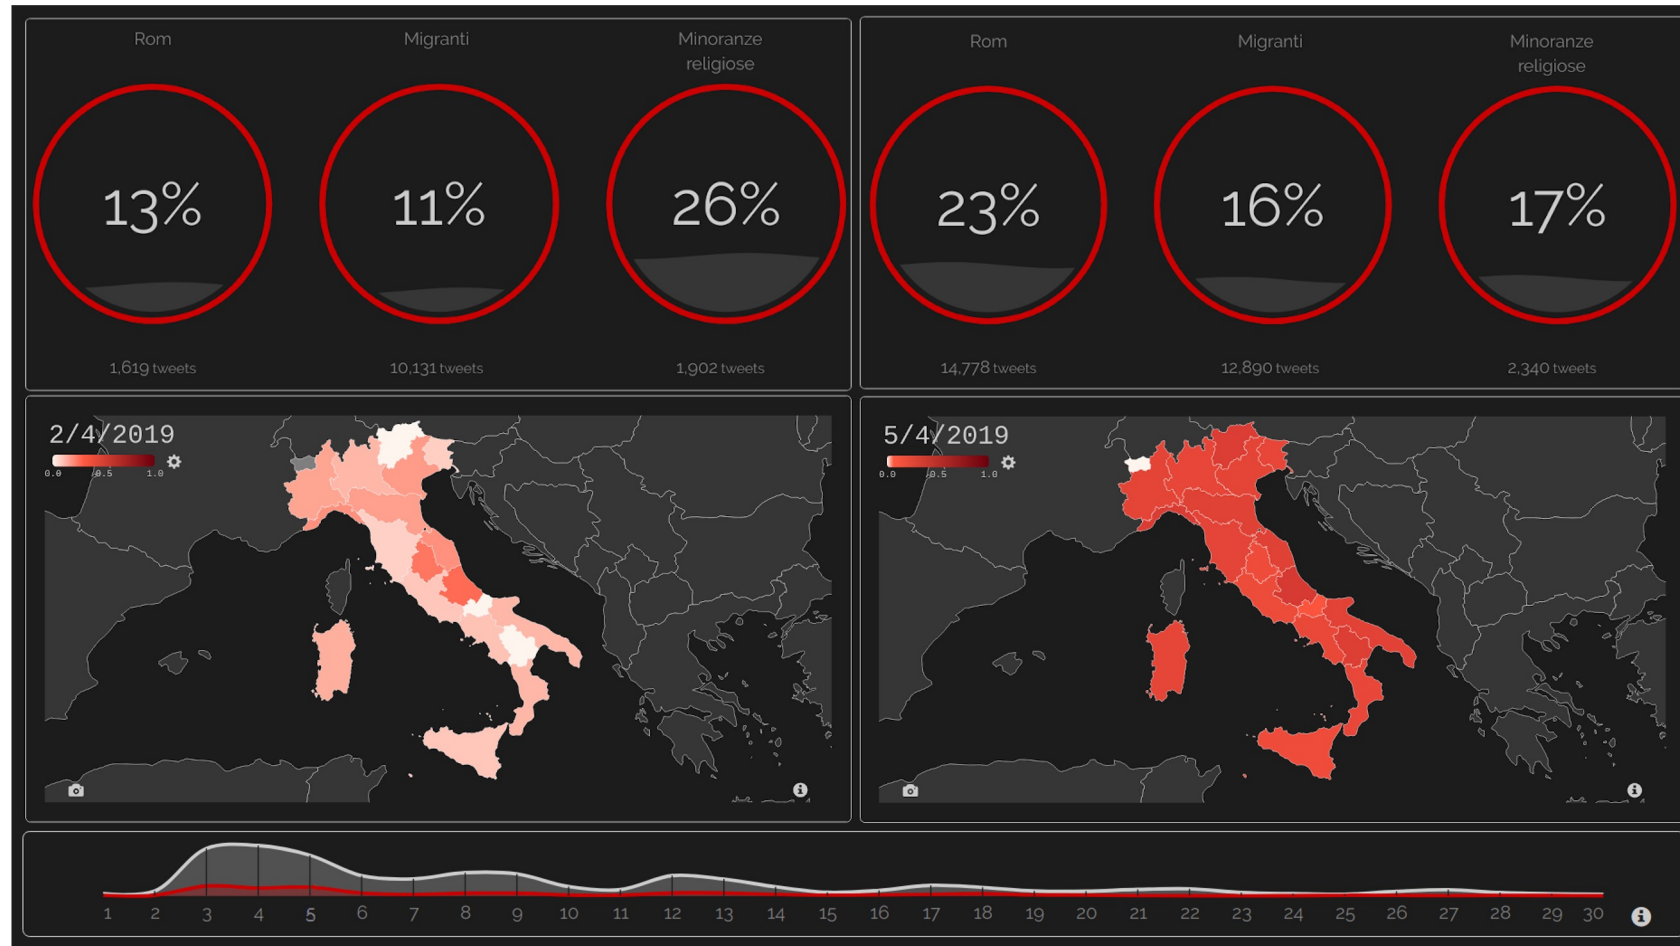 Rom
Migranti
Minoranze
religiose
13%
11%
26%
1,619 tweets
10,131 tweets
1,902 tweets
Rom
Migranti
Minoranze
religiose
23%
16%
17%
14,778 tweets
12,890 tweets
2,340 tweets
2/4/2019
0.0 0.5 1.0
5/4/2019
0.0 0.5 1.0
1 2 3 4 5 6 7 8 9 10 11 12 13 14 15 16 17 18 19 20 21 22 23 24 25 26 27 28 29 30